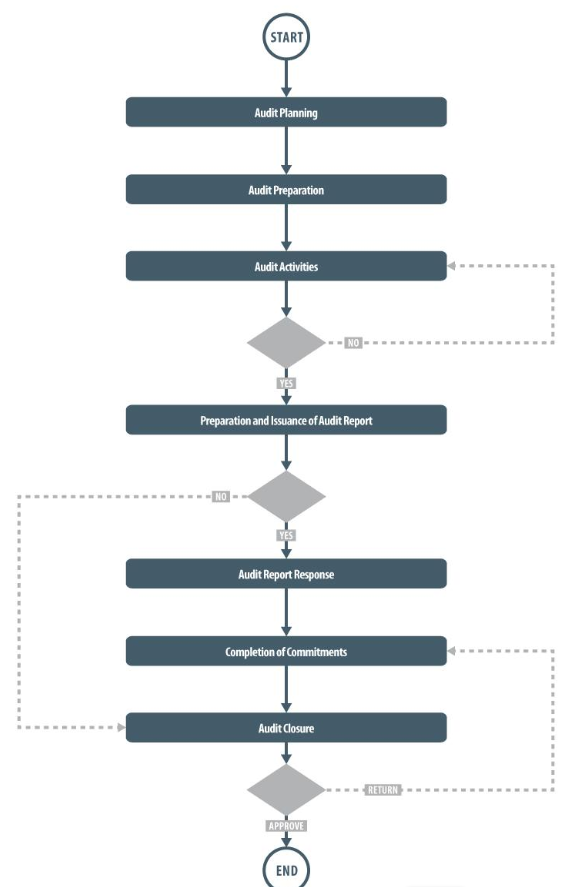 START
Audit Planning
Audit Preparation
Audit Activities
NO
YES
Preparation and Issuance of Audit Report
NO
YES
Audit Report Response
Completion of Commitments
Audit Closure
RETURN
APPROVE
END